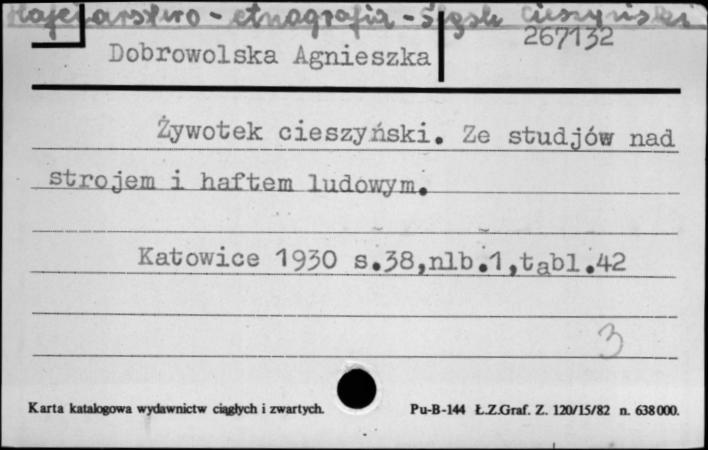 Hafciarstwo - etnografia - Śląsk Cieszyński
267132
Dobrowolska Agnieszka
Żywotek cieszyński. Ze studjów nad
strojem i haftem ludowym.
Katowice 1930 s.38,nlb.1,tabl.42
3
Karta katalogowa wydawnictw ciągłych i zwartych. Pu-B-144 Ł.Z.Graf. Z. 120/15/82 n. 638000.